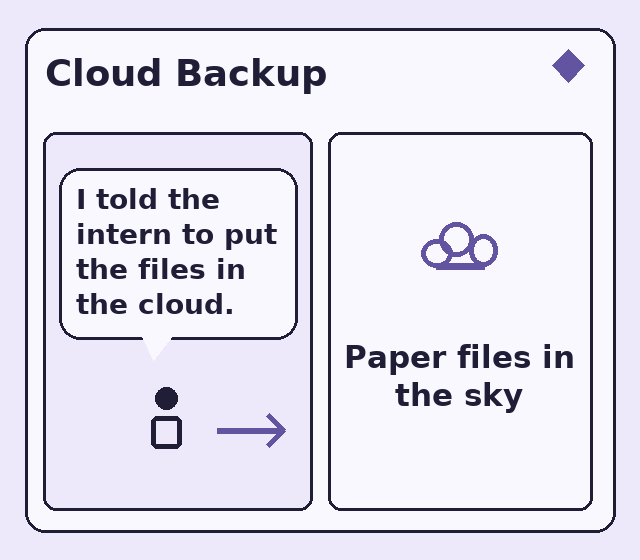 Cloud Backup
I told the
intern to put
the files in
the cloud.
Paper files in
the sky